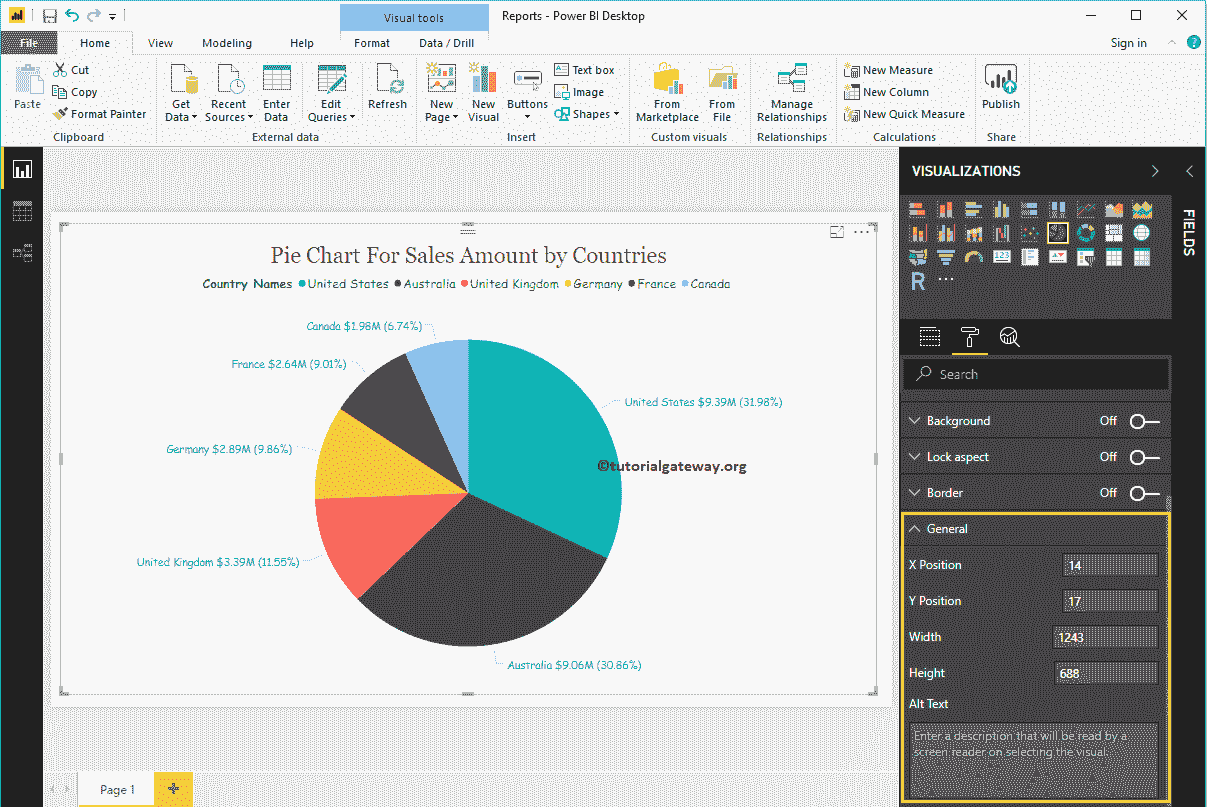 Visual tools
Reports - Power BI Desktop
File Home View Modeling Help Format Data / Drill Sign in ?
Paste
Cut
Copy
Format Painter
Clipboard
Get Data
Recent Sources
Enter Data
Edit Queries
External data
Refresh
New Page
New Visual
Buttons
Text box
Image
Shapes
Insert
From Marketplace
From File
Custom visuals
Manage Relationships
Relationships
New Measure
New Column
New Quick Measure
Calculations
Publish
Share
Pie Chart For Sales Amount by Countries
Country Names United States Australia United Kingdom Germany France Canada
Canada $1.98M (6.74%)
France $2.64M (9.01%)
United States $9.39M (31.98%)
Germany $2.89M (9.86%)
©tutorialgateway.org
United Kingdom $3.39M (11.55%)
Australia $9.06M (30.86%)
Page 1
VISUALIZATIONS
FIELDS
123
R
Search
Background Off
Lock aspect Off
Border Off
General
X Position 14
Y Position 17
Width 1243
Height 688
Alt Text
Enter a description that will be read by a
screen reader on selecting the visual.